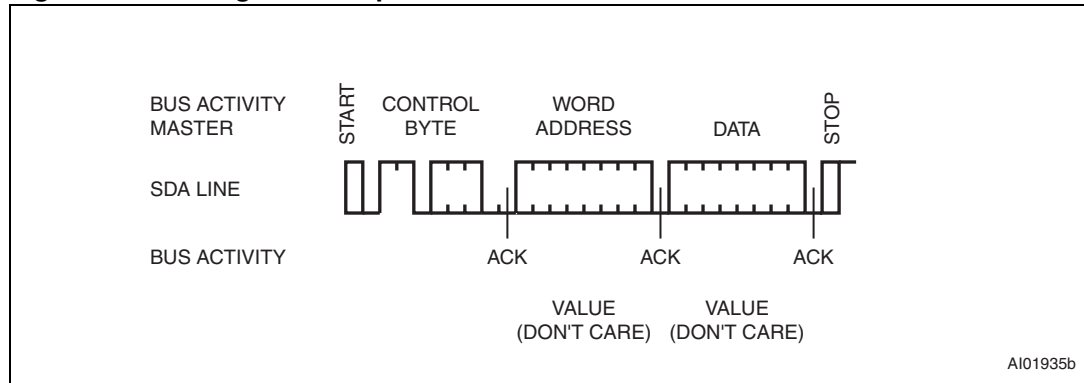 BUS ACTIVITY
MASTER
START
CONTROL
BYTE
WORD
ADDRESS
DATA
STOP
SDA LINE
BUS ACTIVITY
ACK
ACK
ACK
VALUE
(DON'T CARE)
VALUE
(DON'T CARE)
AI01935b